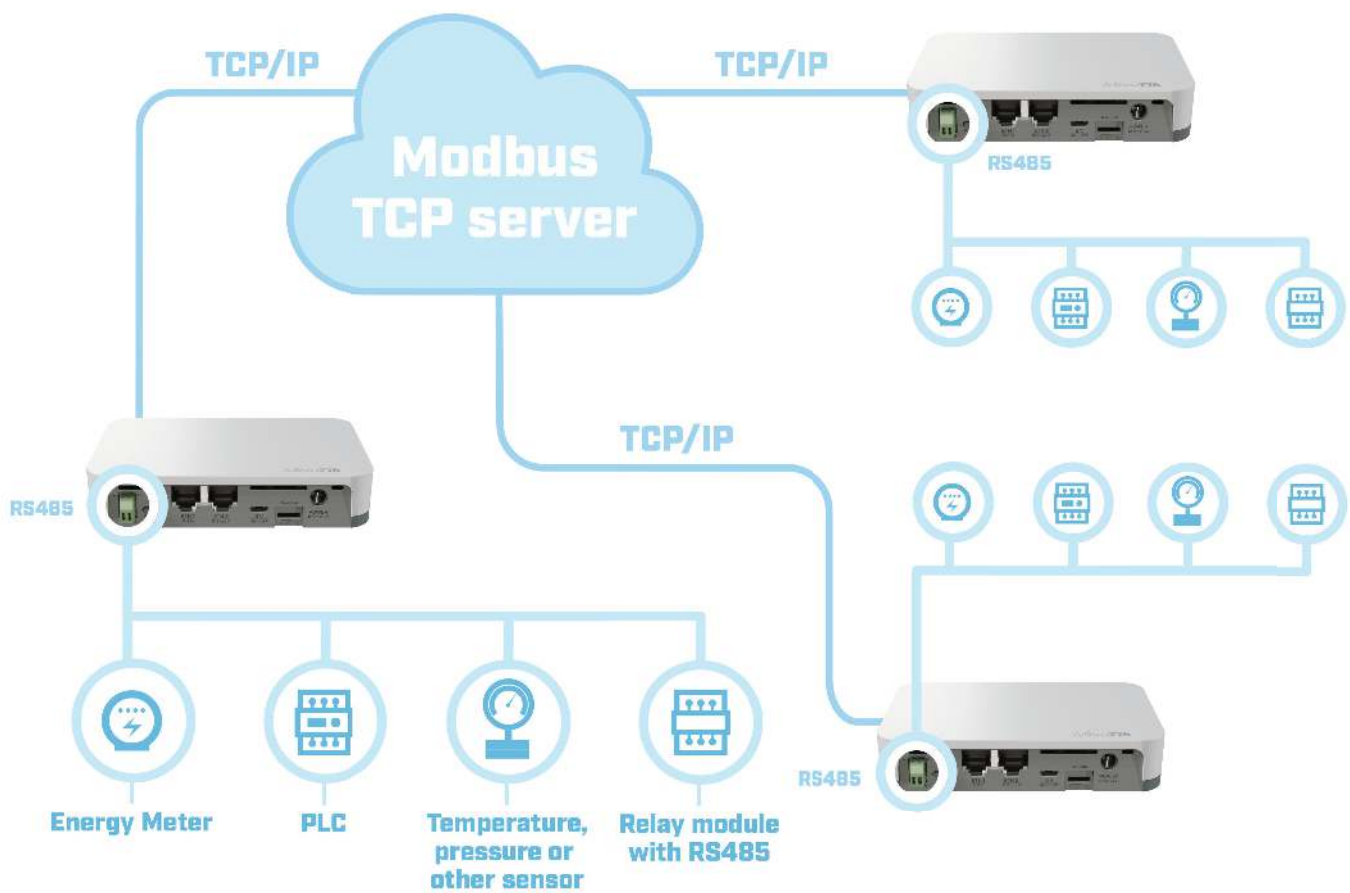 TCP/IP
TCP/IP
Modbus
TCP server
RS485
TCP/IP
RS485
RS485
Energy Meter
PLC
Temperature,
pressure or
other sensor
Relay module
with RS485